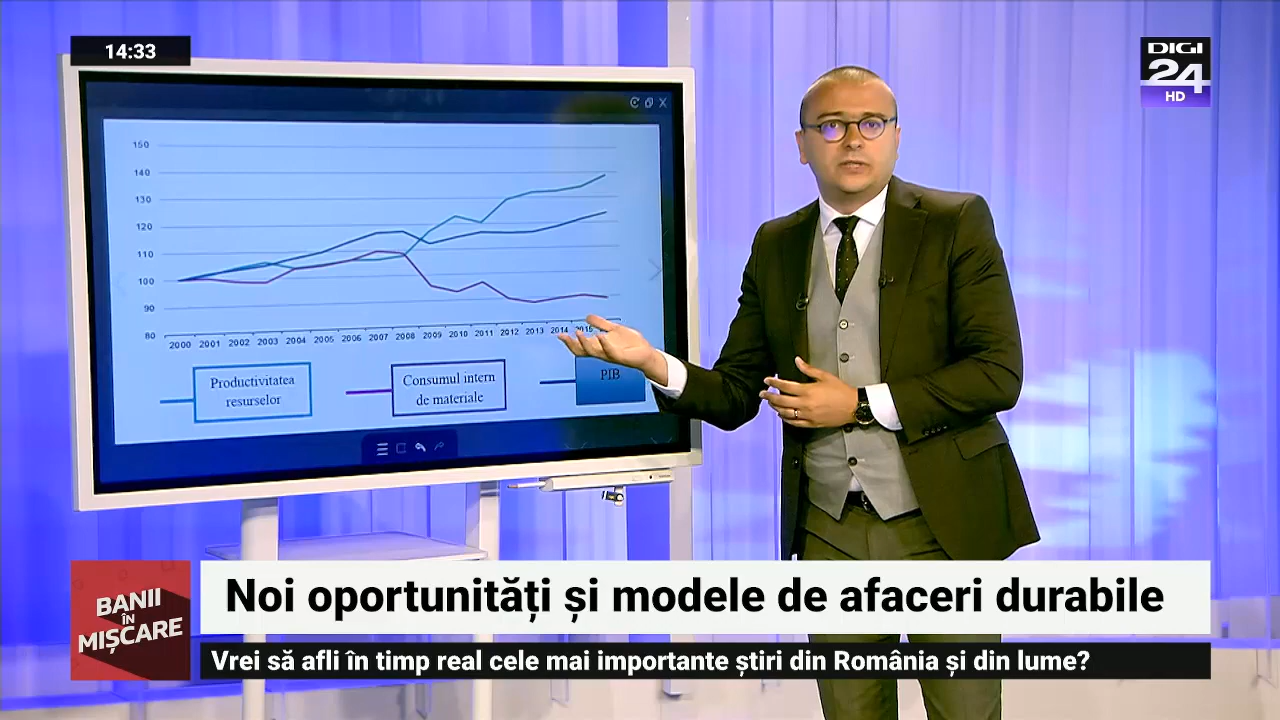 14:33
DIGI
24
HD
150
140
130
120
110
100
90
80
2000 2001 2002 2003 2004 2005 2006 2007 2008 2009 2010 2011 2012 2013 2014 2015
Productivitatea
resurselor
Consumul intern
de materiale
PIB
BANII
ÎN
MIȘCARE
Noi oportunități și modele de afaceri durabile
Vrei să afli în timp real cele mai importante știri din România și din lume?